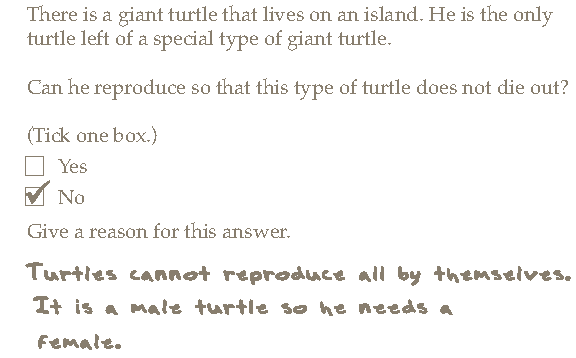 There is a giant turtle that lives on an island. He is the only
turtle left of a special type of giant turtle.
Can he reproduce so that this type of turtle does not die out?
(Tick one box.)
Yes
No
Give a reason for this answer.
Turtles cannot reproduce all by themselves.
It is a male turtle so he needs a
female.